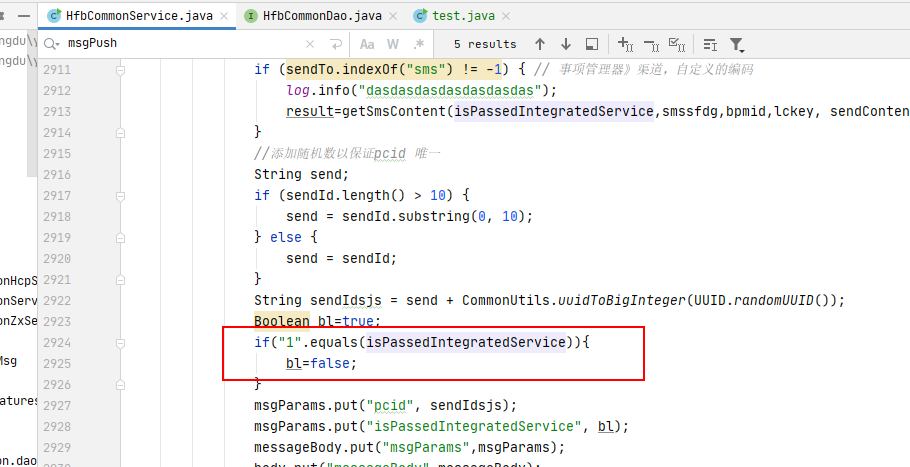 HfbCommonService.java
HfbCommonDao.java
test.java
ngdu\y
ngdu\y
msgPush
Aa W .* 5 results
2911 if (sendTo.indexOf("sms") != -1) { // 事项管理器》渠道，自定义的编码
2912 log.info("dasdasdasdasdasdasdas");
2913 result=getSmsContent(isPassedIntegratedService,smssfdg,bpmid,lckey, sendConten
2914 }
2915 //添加随机数以保证pcid 唯一
2916 String send;
2917 if (sendId.length() > 10) {
2918 send = sendId.substring(0, 10);
2919 } else {
2920 send = sendId;
2921 }
2922 String sendIdsjs = send + CommonUtils.uuidToBigInteger(UUID.randomUUID());
2923 Boolean bl=true;
2924 if("1".equals(isPassedIntegratedService)){
2925 bl=false;
2926 }
2927 msgParams.put("pcid", sendIdsjs);
2928 msgParams.put("isPassedIntegratedService", bl);
2929 messageBody.put("msgParams",msgParams);
body.put("messageBody",messageBody);
onHcpS
onServ
onZxSe
Msg
atures
on.dao